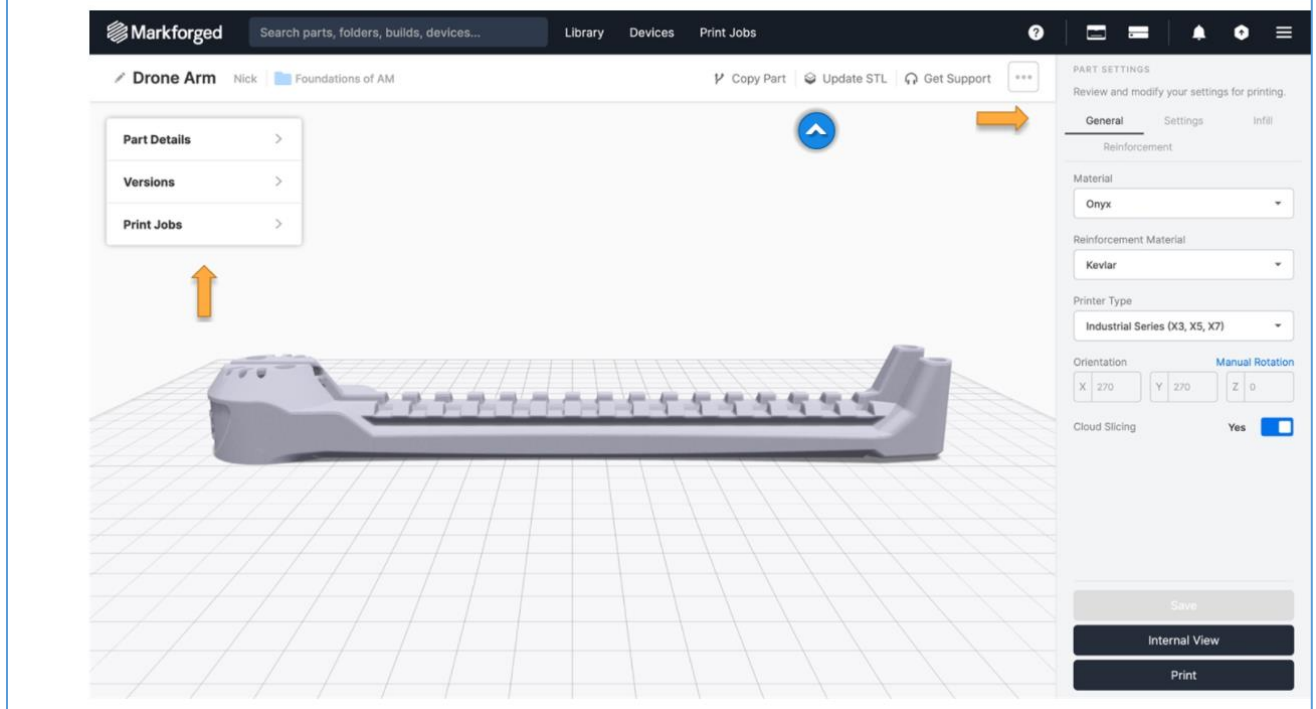 Markforged Search parts, folders, builds, devices... Library Devices Print Jobs ?
Drone Arm Nick Foundations of AM Copy Part Update STL Get Support
PART SETTINGS
Review and modify your settings for printing.
General Settings Infill
Reinforcement
Part Details
Versions
Print Jobs
Material
Onyx
Reinforcement Material
Kevlar
Printer Type
Industrial Series (X3, X5, X7)
Orientation Manual Rotation
X 270 Y 270 Z 0
Cloud Slicing Yes
Save
Internal View
Print